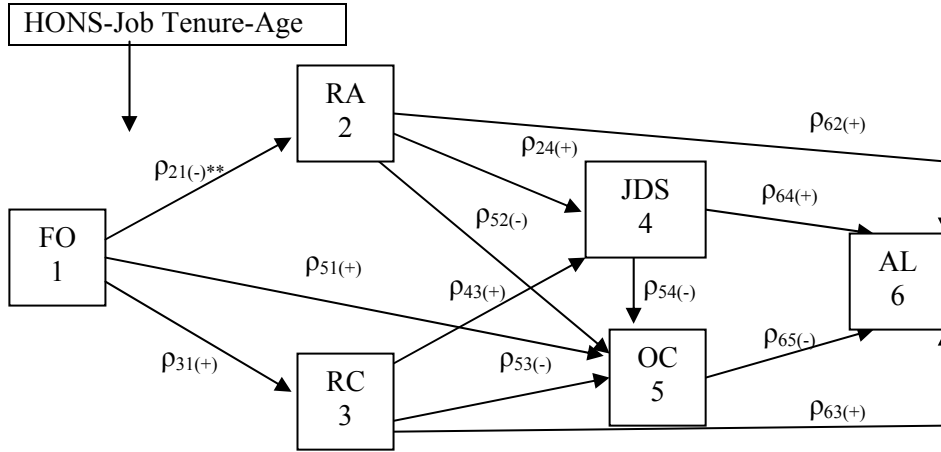 HONS-Job Tenure-Age
RA
2
ρ62(+)
ρ24(+)
ρ21(-)**
JDS
4
ρ64(+)
FO
1
ρ52(-)
ρ51(+)
ρ43(+)
ρ54(-)
AL
6
ρ31(+)
RC
3
ρ53(-)
OC
5
ρ65(-)
ρ63(+)